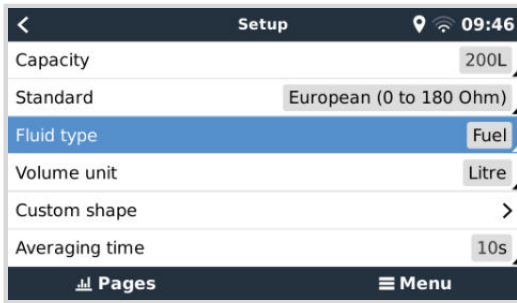 Setup 09:46
Capacity 200L
Standard European (0 to 180 Ohm)
Fluid type Fuel
Volume unit Litre
Custom shape
Averaging time 10s
Pages Menu